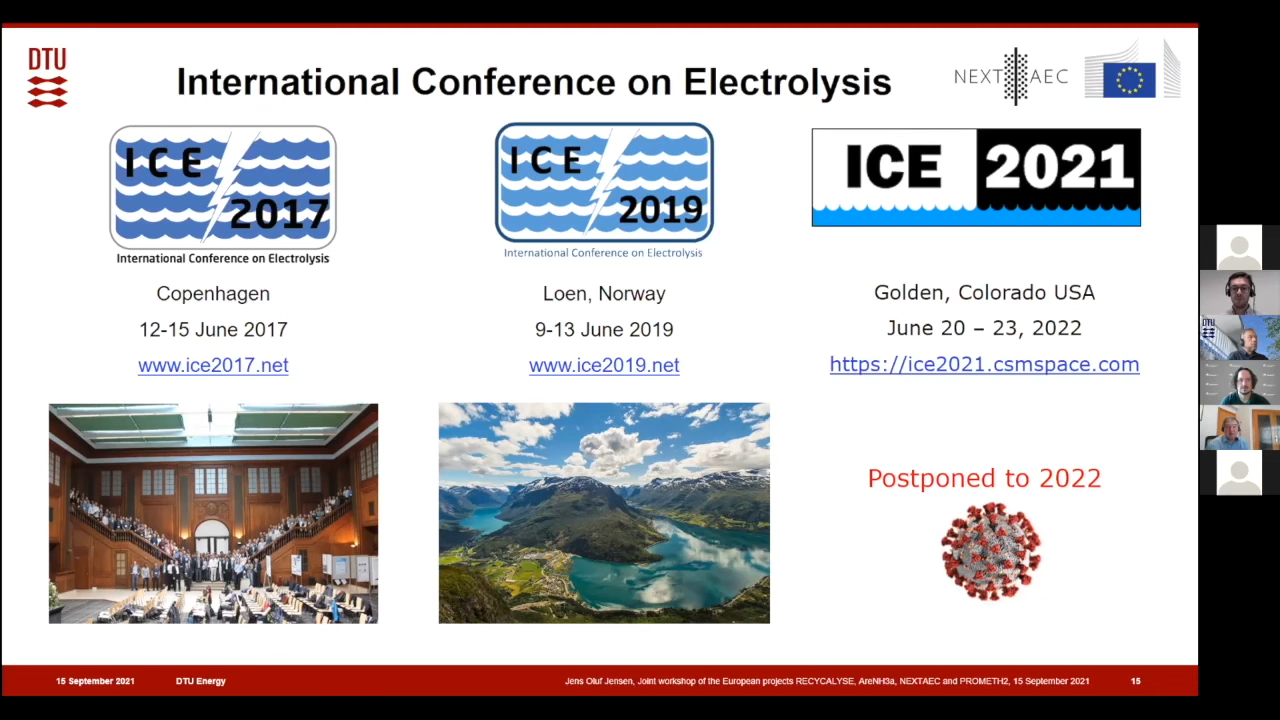 DTU
International Conference on Electrolysis
NEXT AEC
ICE
2017
International Conference on Electrolysis
Copenhagen
12-15 June 2017
www.ice2017.net
ICE
2019
International Conference on Electrolysis
Loen, Norway
9-13 June 2019
www.ice2019.net
ICE 2021
Golden, Colorado USA
June 20 – 23, 2022
https://ice2021.csmspace.com
Postponed to 2022
DTU
15 September 2021 DTU Energy Jens Oluf Jensen, Joint workshop of the European projects RECYCALYSE, AreNH3a, NEXTAEC and PROMETH2, 15 September 2021 15